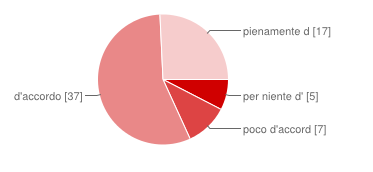 pienamente d [17]
d'accordo [37]
per niente d' [5]
poco d'accord [7]